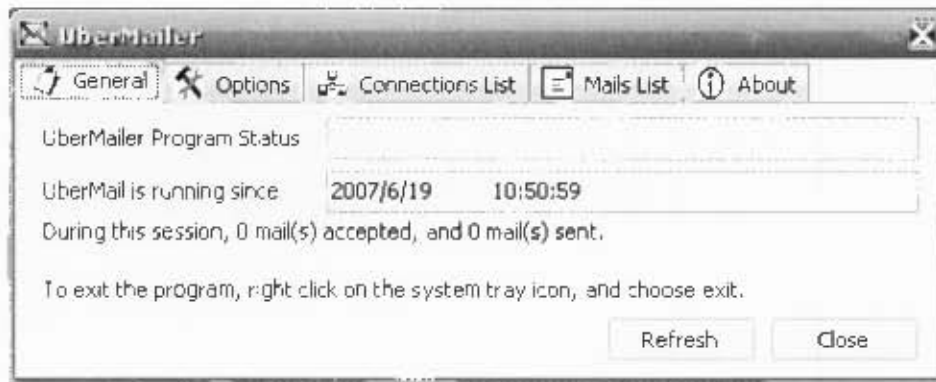 UberMailer
General Options Connections List Mails List About
UberMailer Program Status
UberMail is running since 2007/6/19 10:50:59
During this session, 0 mail(s) accepted, and 0 mail(s) sent.
To exit the program, right click on the system tray icon, and choose exit.
Refresh Close